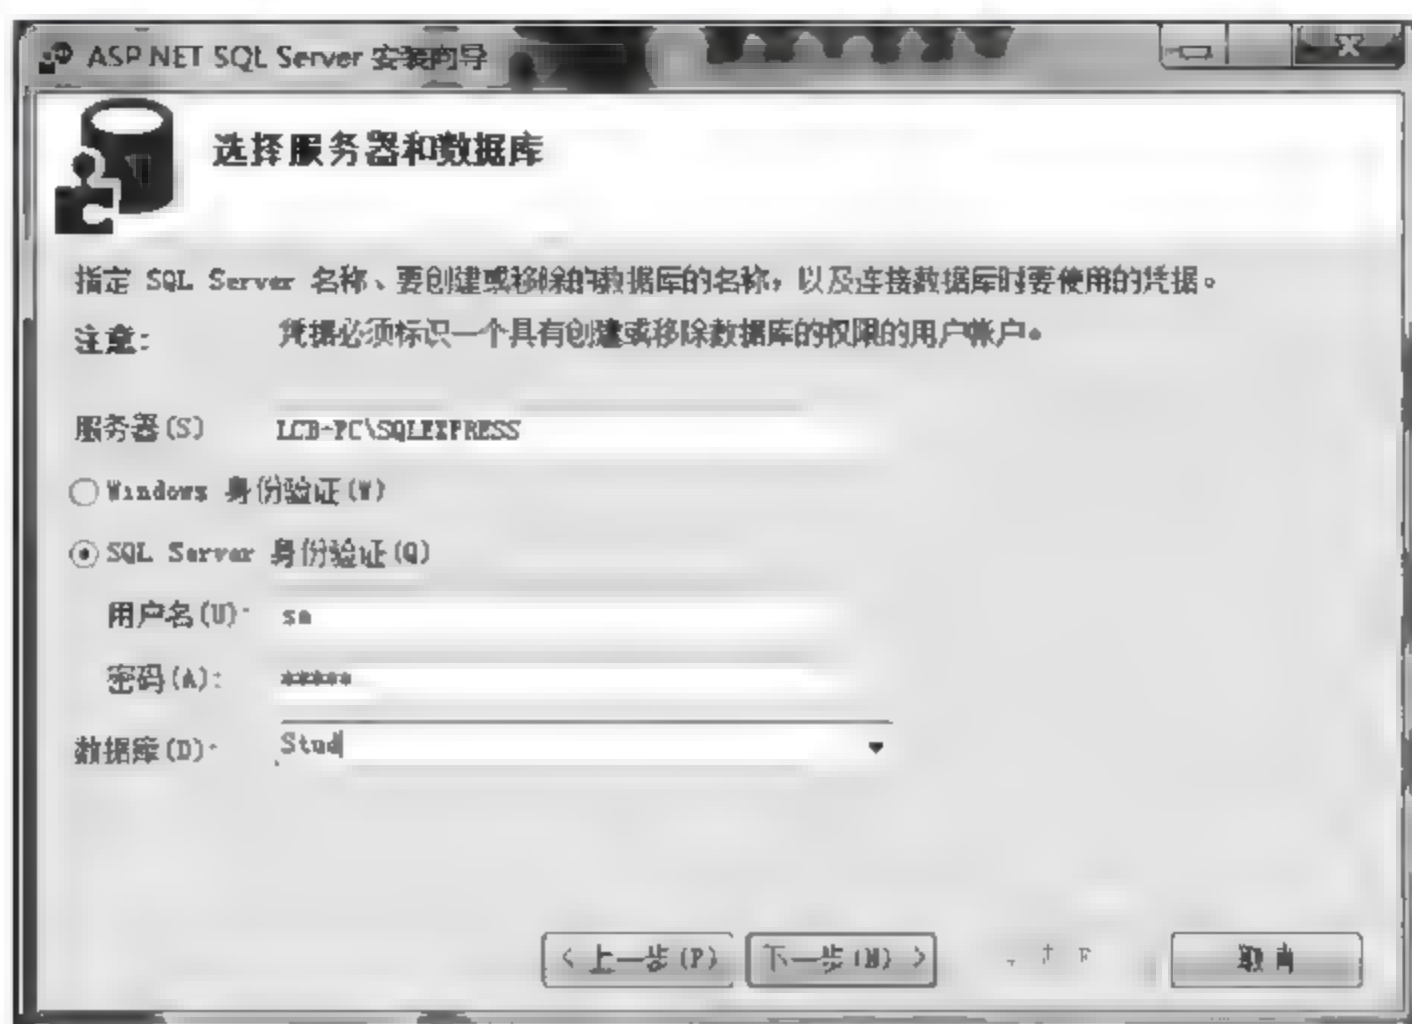 ASP.NET SQL Server 安装向导
选择服务器和数据库
指定 SQL Server 名称、要创建或移除的数据库的名称，以及连接数据库时要使用的凭据。
注意: 凭据必须标识一个具有创建或移除数据库的权限的用户帐户。
服务器(S) LCB-PC\SQLEXPRESS
Windows 身份验证(W)
SQL Server 身份验证(Q)
用户名(U): sa
密码(A): *****
数据库(D): Stud
< 上一步(P) 下一步(N) > 取消